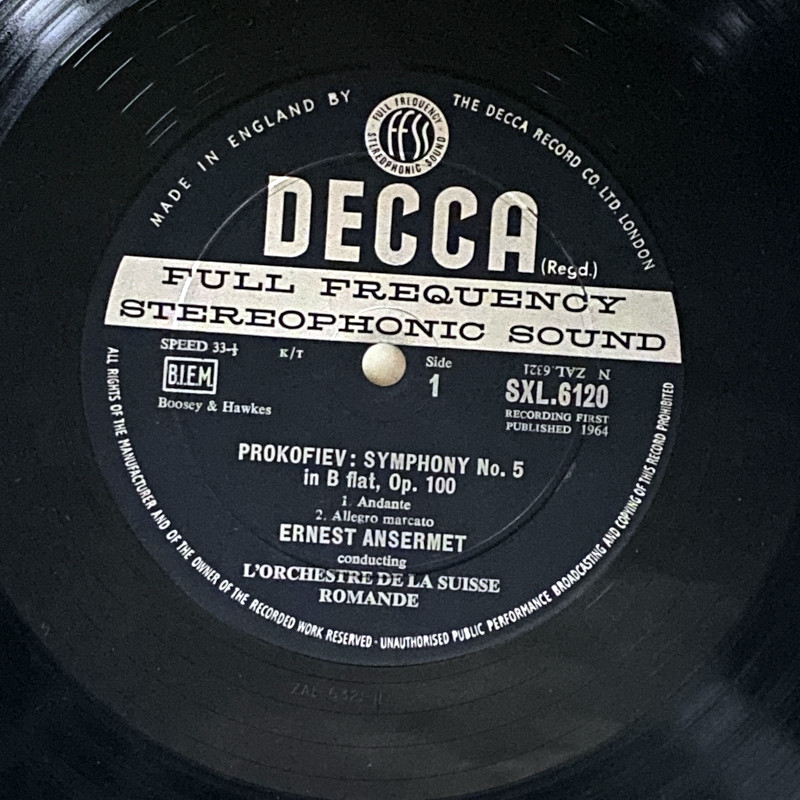 MADE IN ENGLAND BY
THE DECCA RECORD CO. LTD. LONDON
FULL FREQUENCY
ffss
STEREOPHONIC SOUND
DECCA
(Regd.)
FULL FREQUENCY
STEREOPHONIC SOUND
SPEED 33-⅓
K/T
Side
1
N ZAL.6321
SXL.6120
B.I.E.M.
Boosey & Hawkes
RECORDING FIRST
PUBLISHED 1964
PROKOFIEV: SYMPHONY No. 5
in B flat, Op. 100
1. Andante
2. Allegro marcato
ERNEST ANSERMET
conducting
L'ORCHESTRE DE LA SUISSE
ROMANDE
ALL RIGHTS OF THE MANUFACTURER AND OF THE OWNER OF THE RECORDED WORK RESERVED · UNAUTHORISED PUBLIC PERFORMANCE BROADCASTING AND COPYING OF THIS RECORD PROHIBITED